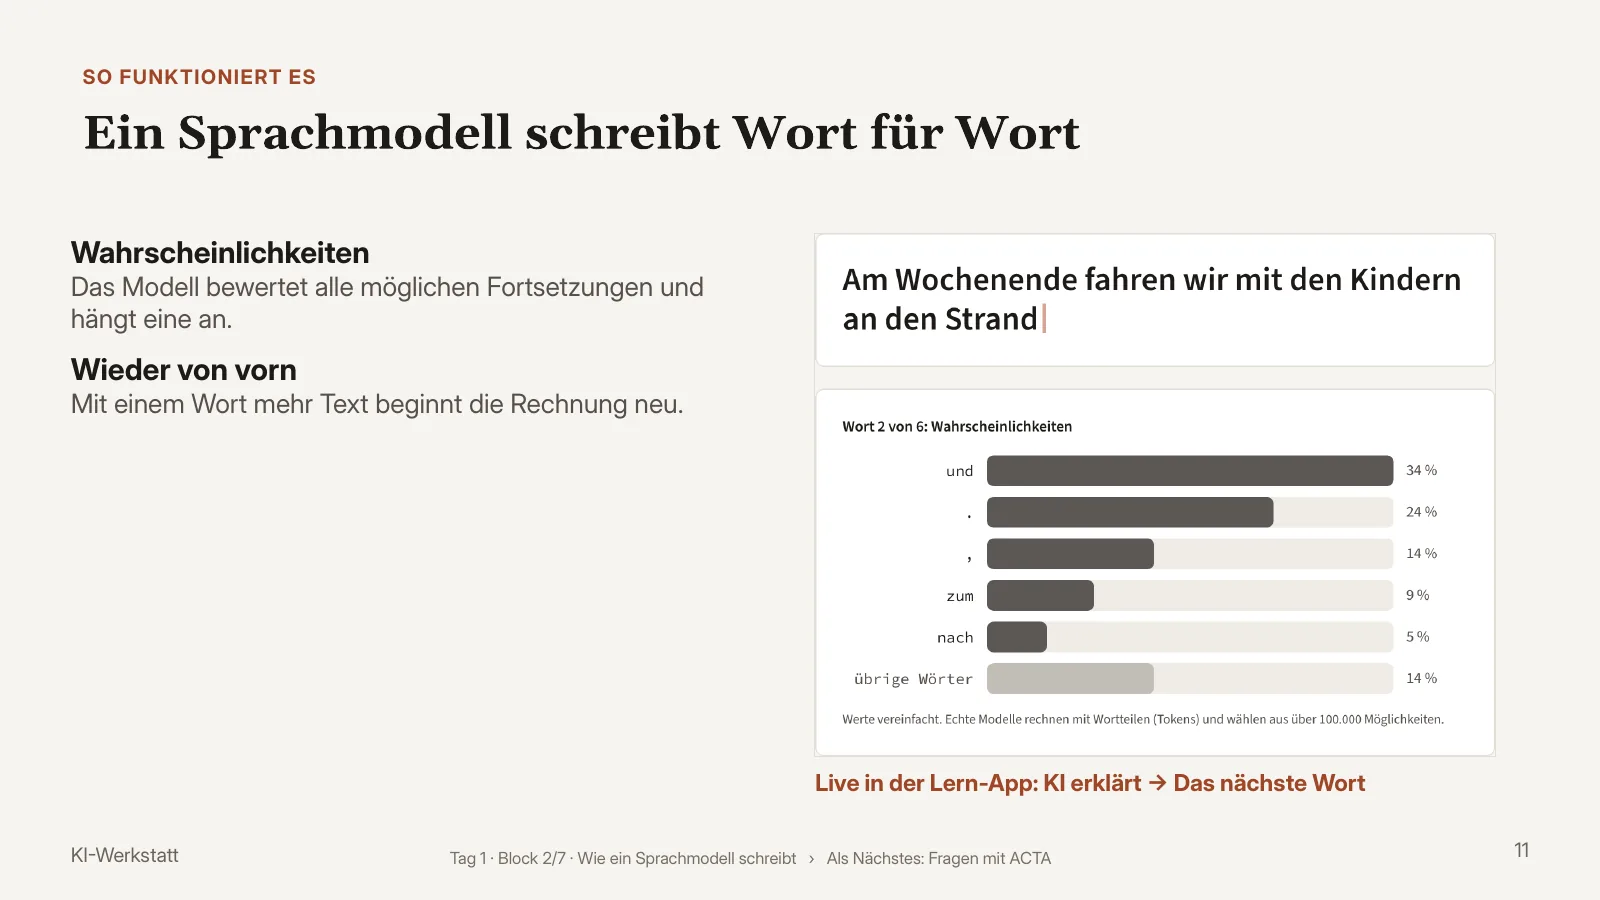 SO FUNKTIONIERT ES
Ein Sprachmodell schreibt Wort für Wort
Wahrscheinlichkeiten
Das Modell bewertet alle möglichen Fortsetzungen und
hängt eine an.
Wieder von vorn
Mit einem Wort mehr Text beginnt die Rechnung neu.
Am Wochenende fahren wir mit den Kindern
an den Strand
Wort 2 von 6: Wahrscheinlichkeiten
und 34 %
. 24 %
, 14 %
zum 9 %
nach 5 %
übrige Wörter 14 %
Werte vereinfacht. Echte Modelle rechnen mit Wortteilen (Tokens) und wählen aus über 100.000 Möglichkeiten.
Live in der Lern-App: KI erklärt → Das nächste Wort
KI-Werkstatt
Tag 1 · Block 2/7 · Wie ein Sprachmodell schreibt › Als Nächstes: Fragen mit ACTA
11